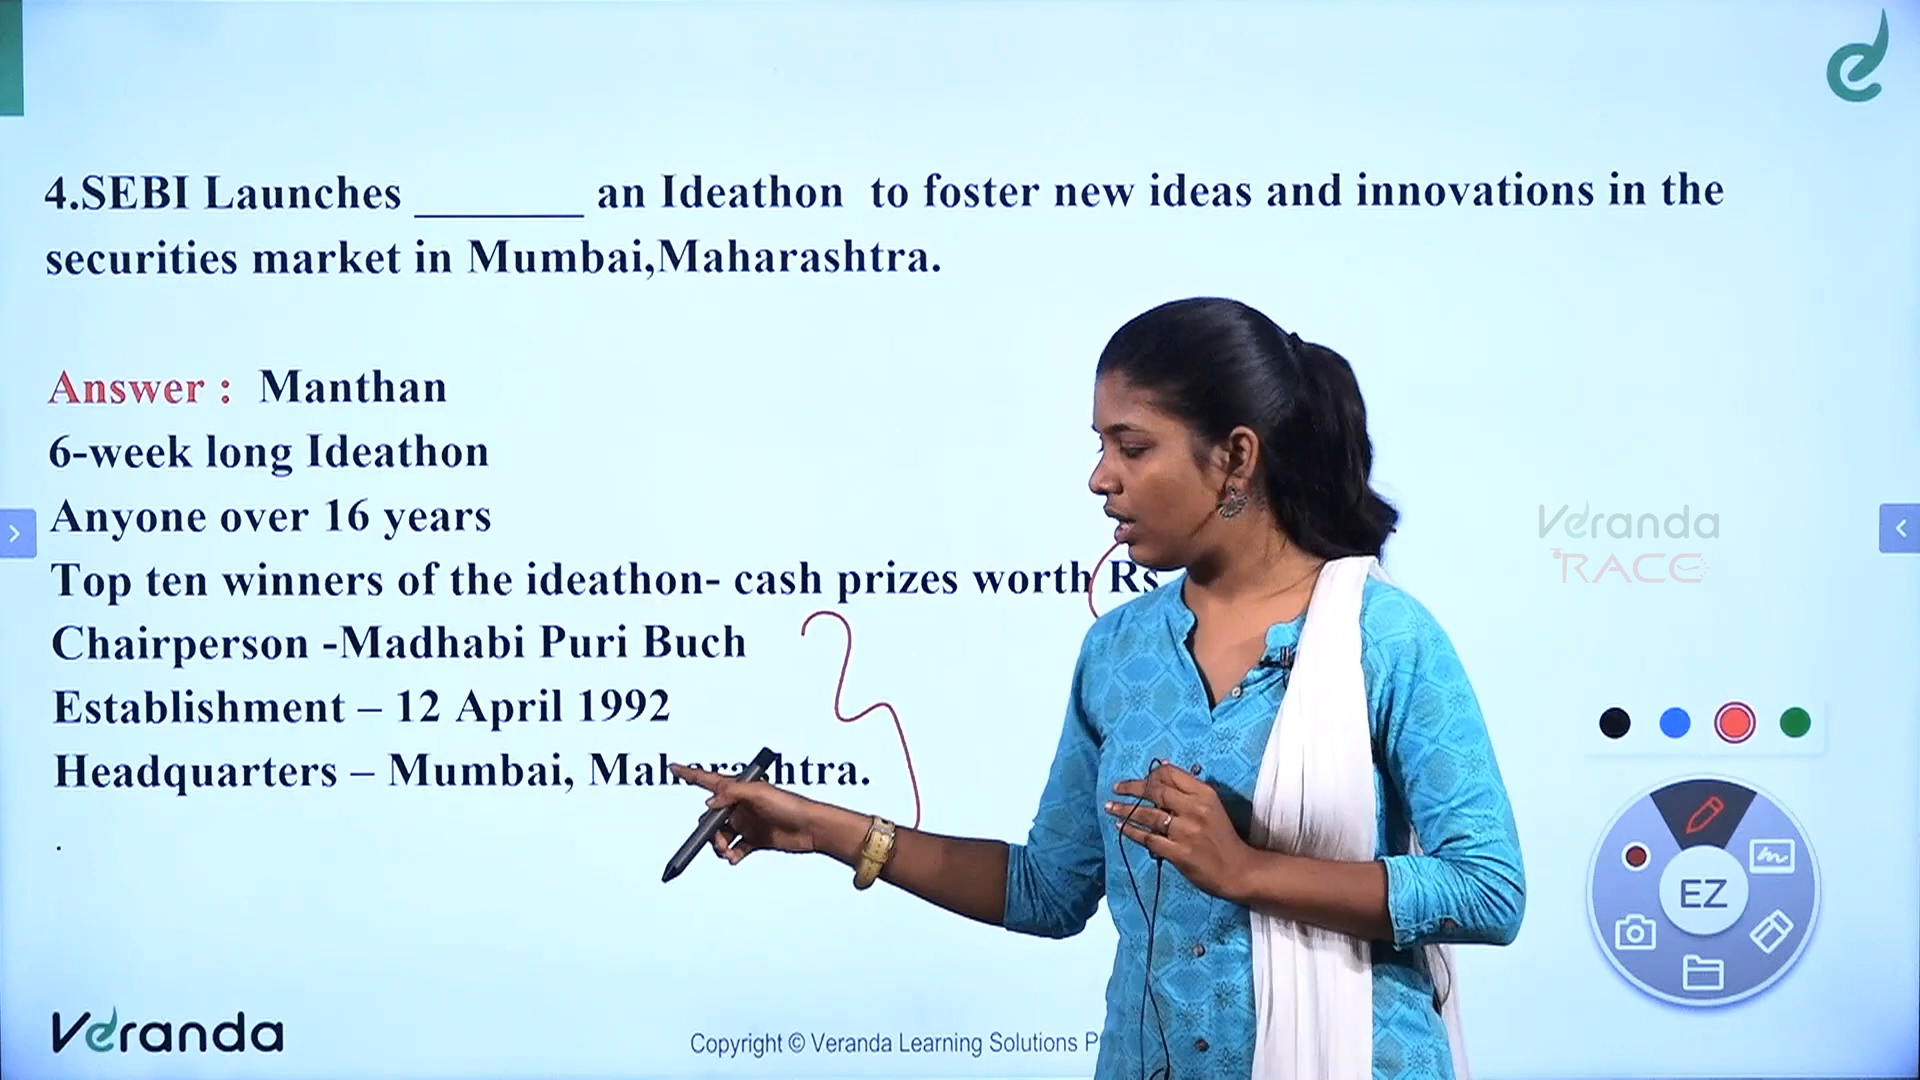 4.SEBI Launches _______ an Ideathon to foster new ideas and innovations in the
securities market in Mumbai,Maharashtra.
Answer : Manthan
6-week long Ideathon
Anyone over 16 years
Top ten winners of the ideathon- cash prizes worth Rs
Chairperson -Madhabi Puri Buch
Establishment – 12 April 1992
Headquarters – Mumbai, Maharashtra.
.
Veranda
RACE
EZ
Veranda
Copyright © Veranda Learning Solutions P